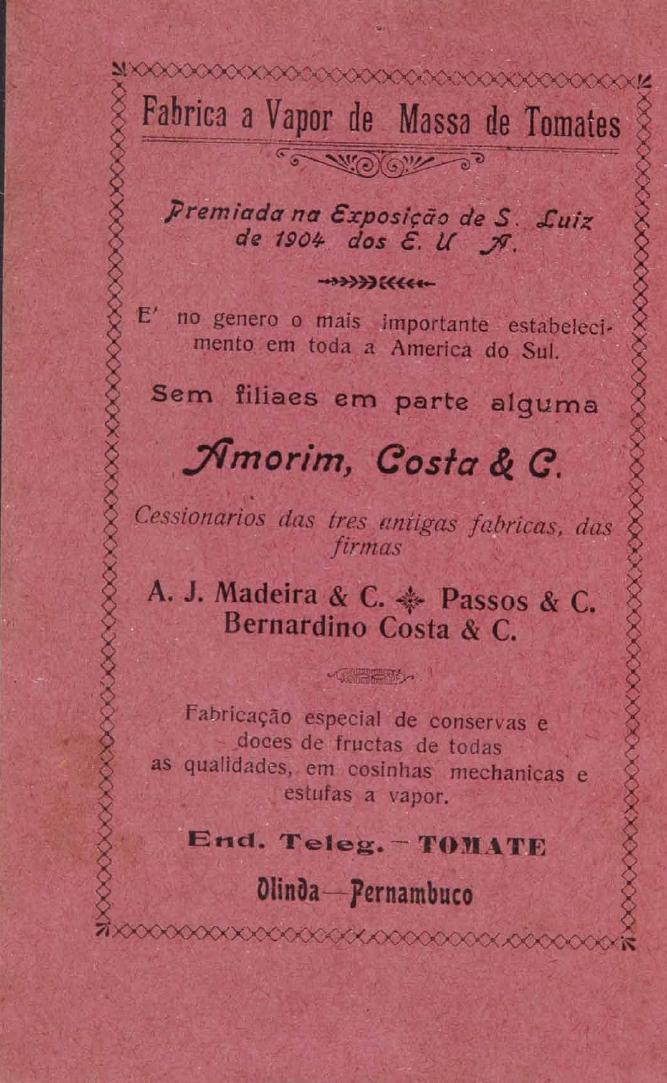 Fabrica a Vapor de Massa de Tomates
Premiada na Exposição de S. Luiz
de 1904 dos E. U A.
E' no genero o mais importante estabeleci-
mento em toda a America do Sul.
Sem filiaes em parte alguma
Amorim, Costa & C.
Cessionarios das tres antigas fabricas, das
firmas
A. J. Madeira & C. Passos & C.
Bernardino Costa & C.
Fabricação especial de conservas e
doces de fructas de todas
as qualidades, em cosinhas mechanicas e
estufas a vapor.
End. Teleg. — TOMATE
Olinda—Pernambuco